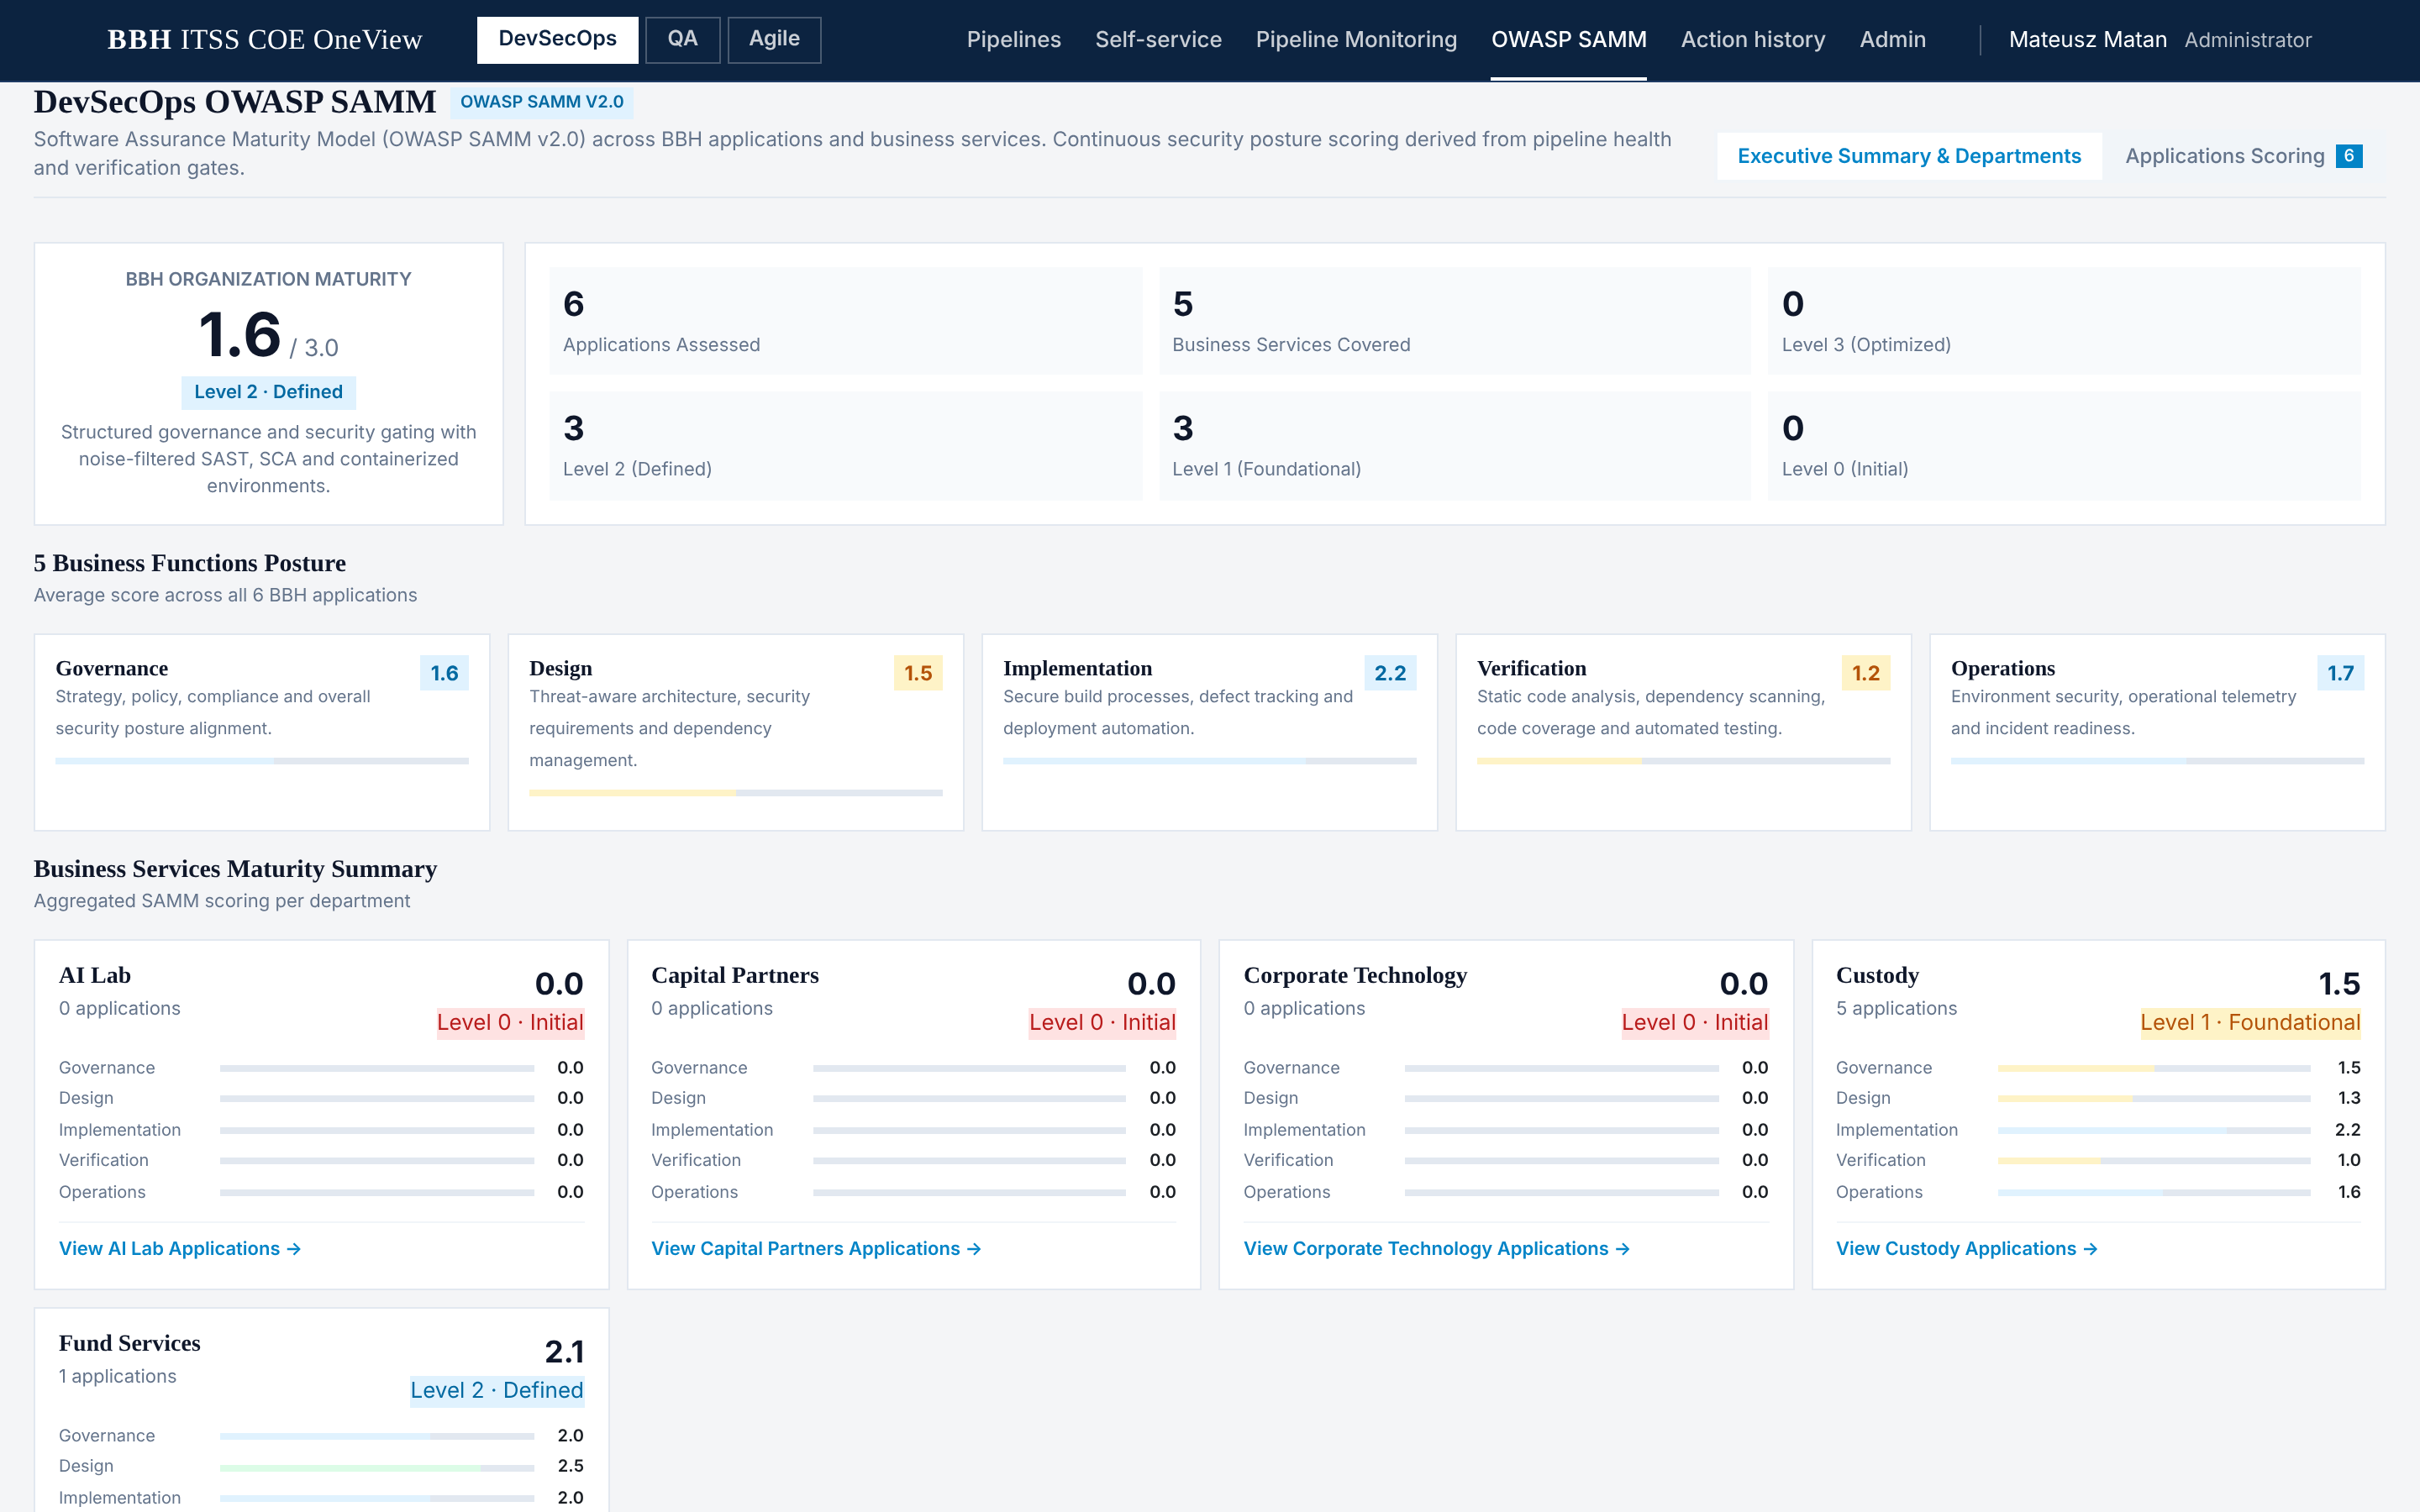 BBH ITSS COE OneView
DevSecOps
QA
Agile
Pipelines
Self-service
Pipeline Monitoring
OWASP SAMM
Action history
Admin
Mateusz Matan
Administrator
DevSecOps OWASP SAMM
OWASP SAMM V2.0
Software Assurance Maturity Model (OWASP SAMM v2.0) across BBH applications and business services. Continuous security posture scoring derived from pipeline health
and verification gates.
Executive Summary & Departments
Applications Scoring 6
BBH ORGANIZATION MATURITY
1.6 / 3.0
Level 2 · Defined
Structured governance and security gating with
noise-filtered SAST, SCA and containerized
environments.
6
Applications Assessed
5
Business Services Covered
0
Level 3 (Optimized)
3
Level 2 (Defined)
3
Level 1 (Foundational)
0
Level 0 (Initial)
5 Business Functions Posture
Average score across all 6 BBH applications
Governance
1.6
Strategy, policy, compliance and overall
security posture alignment.
Design
1.5
Threat-aware architecture, security
requirements and dependency
management.
Implementation
2.2
Secure build processes, defect tracking and
deployment automation.
Verification
1.2
Static code analysis, dependency scanning,
code coverage and automated testing.
Operations
1.7
Environment security, operational telemetry
and incident readiness.
Business Services Maturity Summary
Aggregated SAMM scoring per department
AI Lab
0.0
0 applications
Level 0 · Initial
Governance 0.0
Design 0.0
Implementation 0.0
Verification 0.0
Operations 0.0
View AI Lab Applications →
Capital Partners
0.0
0 applications
Level 0 · Initial
Governance 0.0
Design 0.0
Implementation 0.0
Verification 0.0
Operations 0.0
View Capital Partners Applications →
Corporate Technology
0.0
0 applications
Level 0 · Initial
Governance 0.0
Design 0.0
Implementation 0.0
Verification 0.0
Operations 0.0
View Corporate Technology Applications →
Custody
1.5
5 applications
Level 1 · Foundational
Governance 1.5
Design 1.3
Implementation 2.2
Verification 1.0
Operations 1.6
View Custody Applications →
Fund Services
2.1
1 applications
Level 2 · Defined
Governance 2.0
Design 2.5
Implementation 2.0